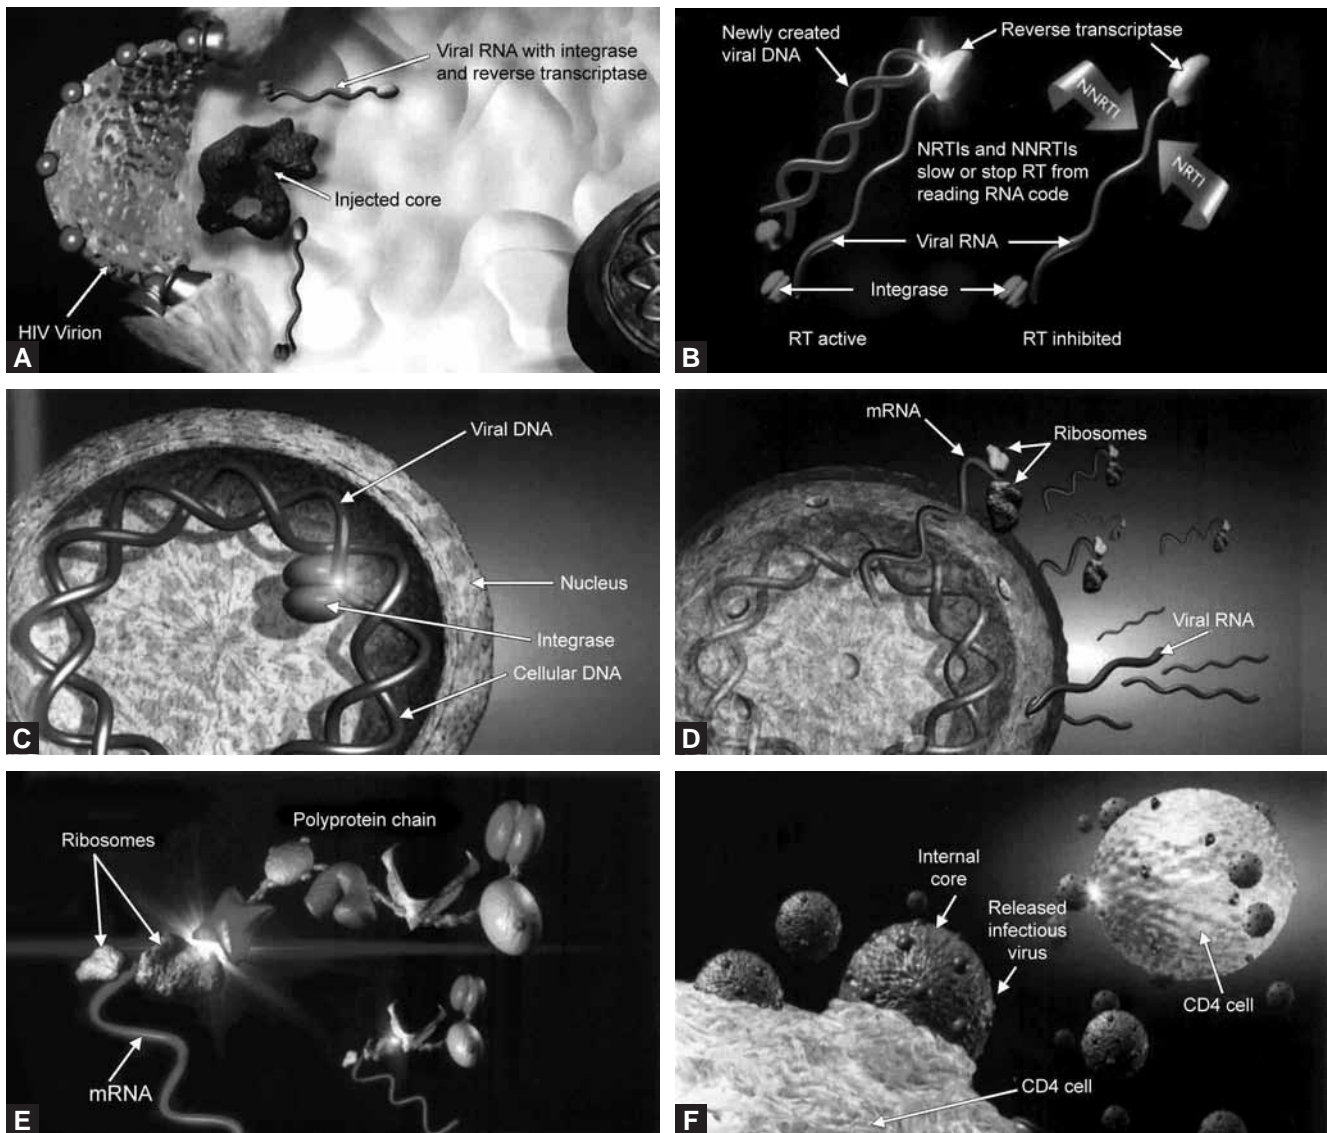 Viral RNA with integrase
and reverse transcriptase
Injected core
HIV Virion
A
Newly created
viral DNA
Reverse transcriptase
NNRTI
NRTIs and NNRTIs
slow or stop RT from
reading RNA code
NRTI
Viral RNA
Integrase
RT active
RT inhibited
B
Viral DNA
Nucleus
Integrase
Cellular DNA
C
mRNA
Ribosomes
Viral RNA
D
Polyprotein chain
Ribosomes
mRNA
E
Internal
core
Released
infectious
virus
CD4 cell
CD4 cell
F